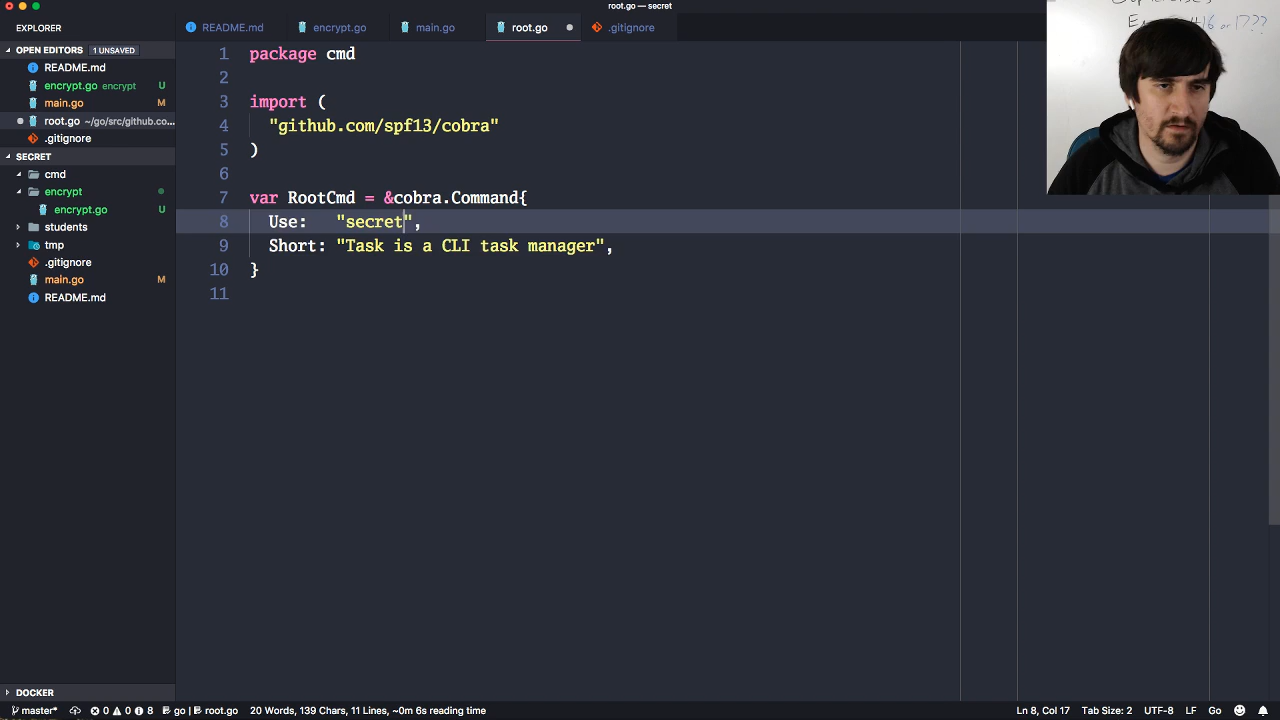 root.go — secret
EXPLORER
README.md
encrypt.go
main.go
root.go
.gitignore
OPEN EDITORS 1 UNSAVED
README.md
encrypt.go encrypt U
main.go M
root.go ~/go/src/github.co...
.gitignore
SECRET
cmd
encrypt
encrypt.go U
students
tmp
.gitignore
main.go M
README.md
DOCKER
1 package cmd
2
3 import (
4 "github.com/spf13/cobra"
5 )
6
7 var RootCmd = &cobra.Command{
8 Use: "secret",
9 Short: "Task is a CLI task manager",
10 }
11
16 or 17??
master* 0 0 8 go | root.go 20 Words, 139 Chars, 11 Lines, ~0m 6s reading time Ln 8, Col 17 Tab Size: 2 UTF-8 LF Go